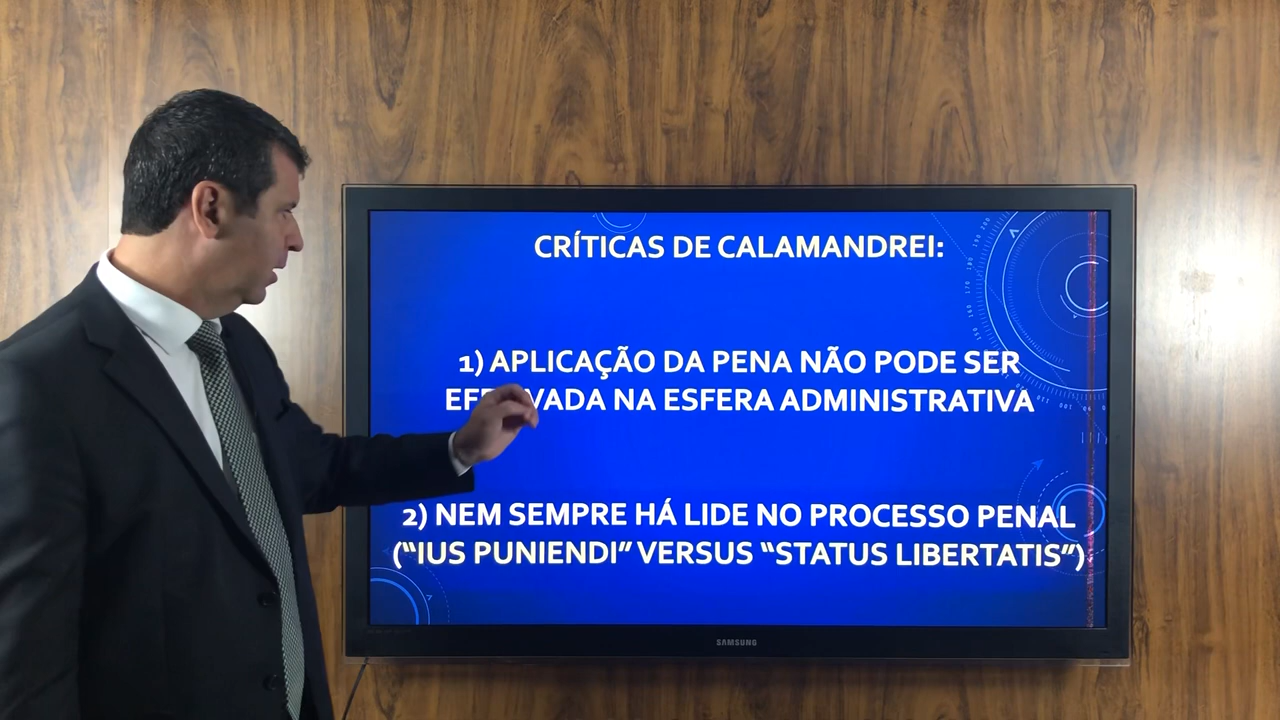 CRÍTICAS DE CALAMANDREI:
1) APLICAÇÃO DA PENA NÃO PODE SER
NA ESFERA ADMINISTRATIVA
2) NEM SEMPRE HÁ LIDE NO PROCESSO PENAL
(“IUS PUNIENDI” VERSUS “STATUS LIBERTATIS”)
SAMSUNG